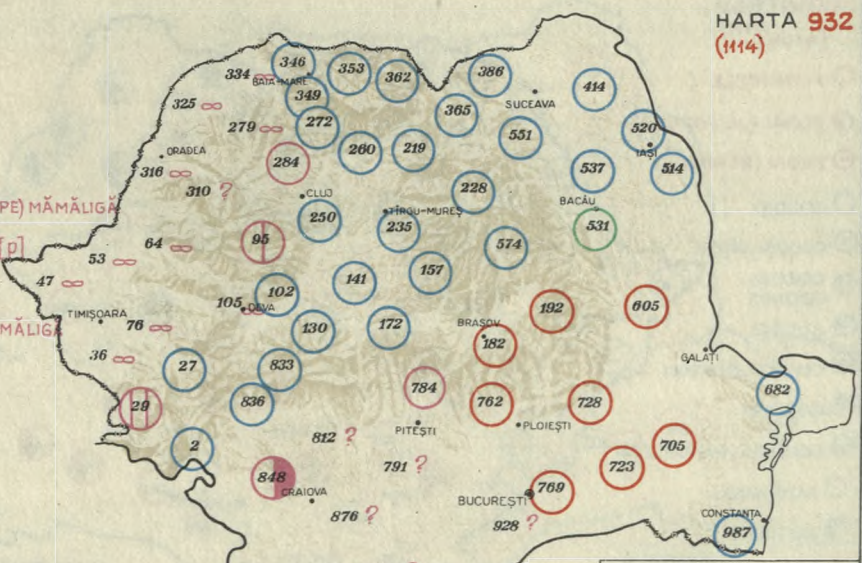 HARTA 932
(1114)
346
353
362
386
334
BAIA-MARE
349
414
SUCEAVA
325
365
279
272
520
551
IAȘI
ORADEA
260
219
284
316
537
514
310 ?
CLUJ
228
BACĂU
PE) MĂMĂLIGĂ
TÎRGU-MUREȘ
250
235
531
95
[p]
64
574
53
157
47
141
102
105
DEVA
192
605
TIMIȘOARA
MĂMĂLIGA
76
130
172
BRAȘOV
182
GALAȚI
36
27
833
784
682
29
836
762
728
PITEȘTI
PLOIEȘTI
812 ?
2
705
791 ?
723
848
CRAIOVA
769
BUCUREȘTI
876 ?
928 ?
CONSTANȚA
987